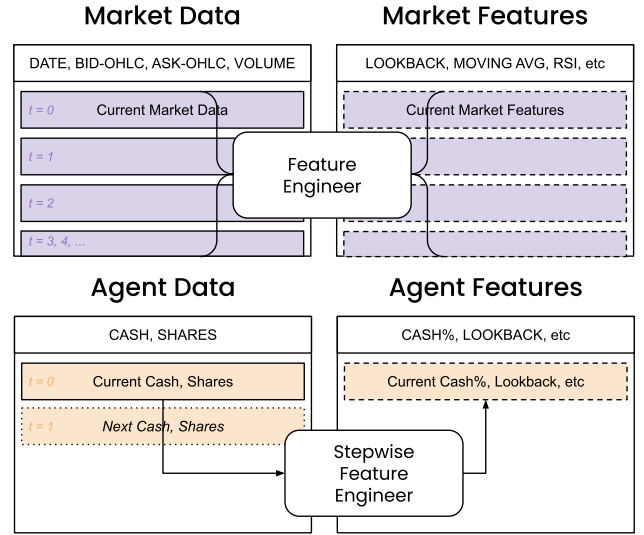 Market Data
DATE, BID-OHLC, ASK-OHLC, VOLUME
t = 0 Current Market Data
t = 1
t = 2
t = 3, 4, ...
Market Features
LOOKBACK, MOVING AVG, RSI, etc
Current Market Features
Feature
Engineer
Agent Data
CASH, SHARES
t = 0 Current Cash, Shares
t = 1 Next Cash, Shares
Agent Features
CASH%, LOOKBACK, etc
Current Cash%, Lookback, etc
Stepwise
Feature
Engineer